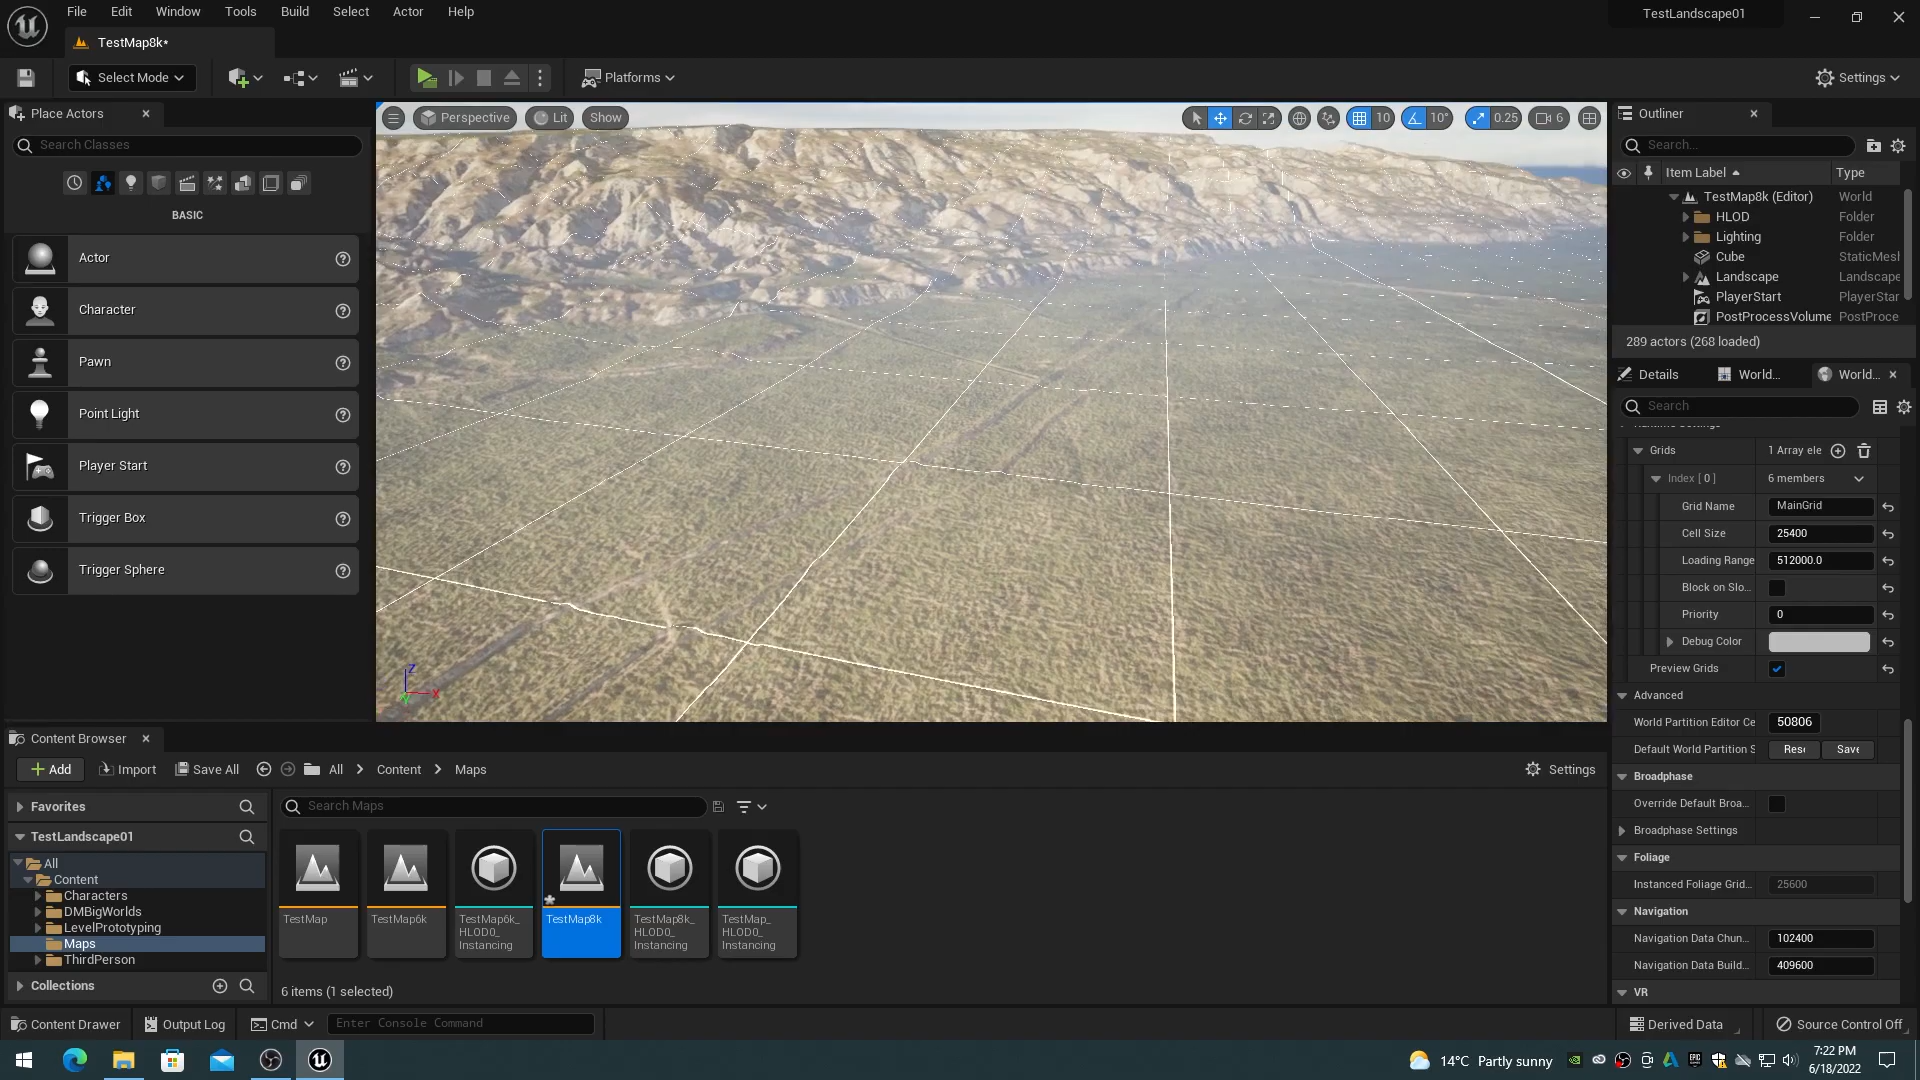 File Edit Window Tools Build Select Actor Help
TestLandscape01
TestMap8k*
Select Mode
Platforms
Settings
Place Actors
Search Classes
BASIC
Actor
Character
Pawn
Point Light
Player Start
Trigger Box
Trigger Sphere
Perspective Lit Show
10 10° 0.25 6
Z
X
Outliner
Search...
Item Label Type
TestMap8k (Editor) World
HLOD Folder
Lighting Folder
Cube StaticMesh
Landscape Landscape
PlayerStart PlayerStar
PostProcessVolume PostProce
289 actors (268 loaded)
Details World... World...
Search
Grids 1 Array ele
Index [ 0 ] 6 members
Grid Name MainGrid
Cell Size 25400
Loading Range 512000.0
Block on Slo...
Priority 0
Debug Color
Preview Grids
Advanced
World Partition Editor Ce 50806
Default World Partition S Rese Save
Broadphase
Override Default Broa...
Broadphase Settings
Foliage
Instanced Foliage Grid... 25600
Navigation
Navigation Data Chun... 102400
Navigation Data Build... 409600
VR
Content Browser
Add Import Save All All Content Maps Settings
Favorites
TestLandscape01
All
Content
Characters
DMBigWorlds
LevelPrototyping
Maps
ThirdPerson
Collections
Search Maps
TestMap
TestMap6k
TestMap6k_
HLOD0_
Instancing
TestMap8k
TestMap8k_
HLOD0_
Instancing
TestMap_
HLOD0_
Instancing
6 items (1 selected)
Content Drawer Output Log Cmd Enter Console Command
Derived Data Source Control Off
14°C Partly sunny
7:22 PM
6/18/2022